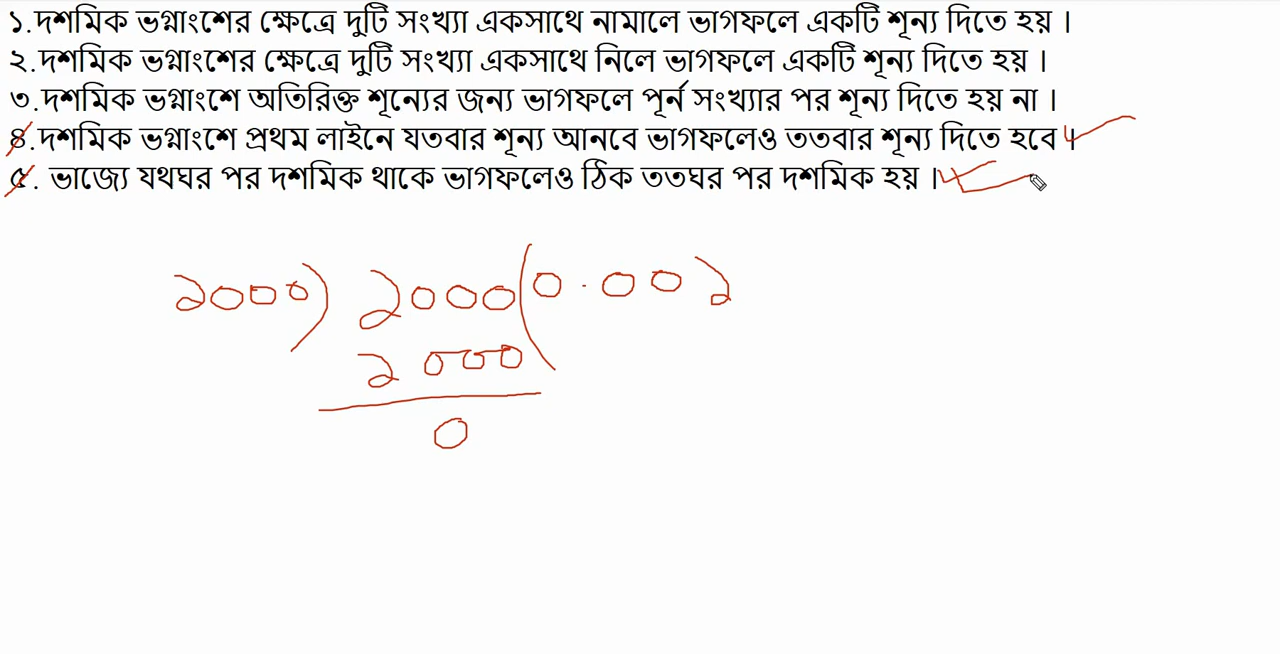 ১.দশমিক ভগ্নাংশের ক্ষেত্রে দুটি সংখ্যা একসাথে নামালে ভাগফলে একটি শূন্য দিতে হয় ।
২.দশমিক ভগ্নাংশের ক্ষেত্রে দুটি সংখ্যা একসাথে নিলে ভাগফলে একটি শূন্য দিতে হয় ।
৩.দশমিক ভগ্নাংশে অতিরিক্ত শূন্যের জন্য ভাগফলে পূর্ন সংখ্যার পর শূন্য দিতে হয় না ।
৪.দশমিক ভগ্নাংশে প্রথম লাইনে যতবার শূন্য আনবে ভাগফলেও ততবার শূন্য দিতে হবে ।
৫. ভাজ্যে যথঘর পর দশমিক থাকে ভাগফলেও ঠিক ততঘর পর দশমিক হয় ।
২০০০) ২০০০ (০.০০২
২০০০
০